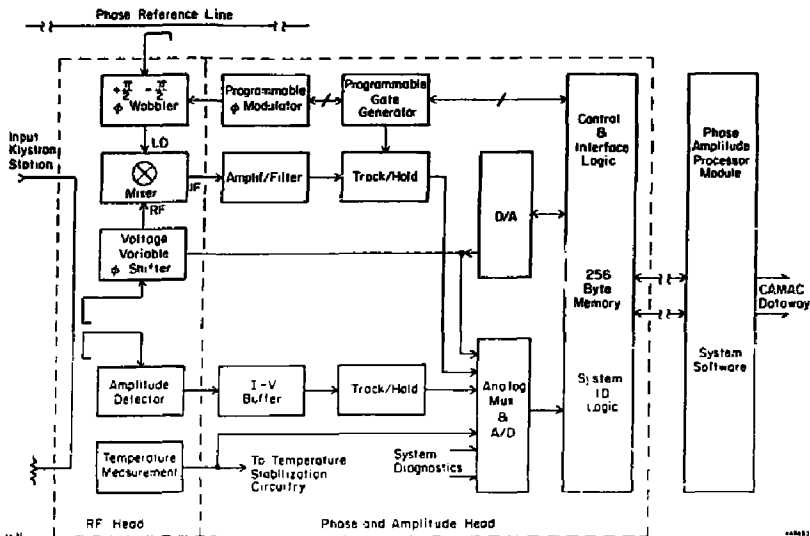 Phase Reference Line
+π/2 -π/2
ϕ Wobbler
Programmable
ϕ Modulator
Programmable
Gate
Generator
Control
&
Interface
Logic
Phase
Amplitude
Processor
Module
Input
Klystron
Station
LO
Mixer
IF
RF
Amplif/Filter
Track/Hold
D/A
Voltage
Variable
ϕ Shifter
256
Byte
Memory
CAMAC
Dataway
Amplitude
Detector
I-V
Buffer
Track/Hold
Analog
Mux
&
A/D
System
ID
Logic
System
Software
Temperature
Measurement
To Temperature
Stabilization
Circuitry
System
Diagnostics
RF Head
Phase and Amplitude Head